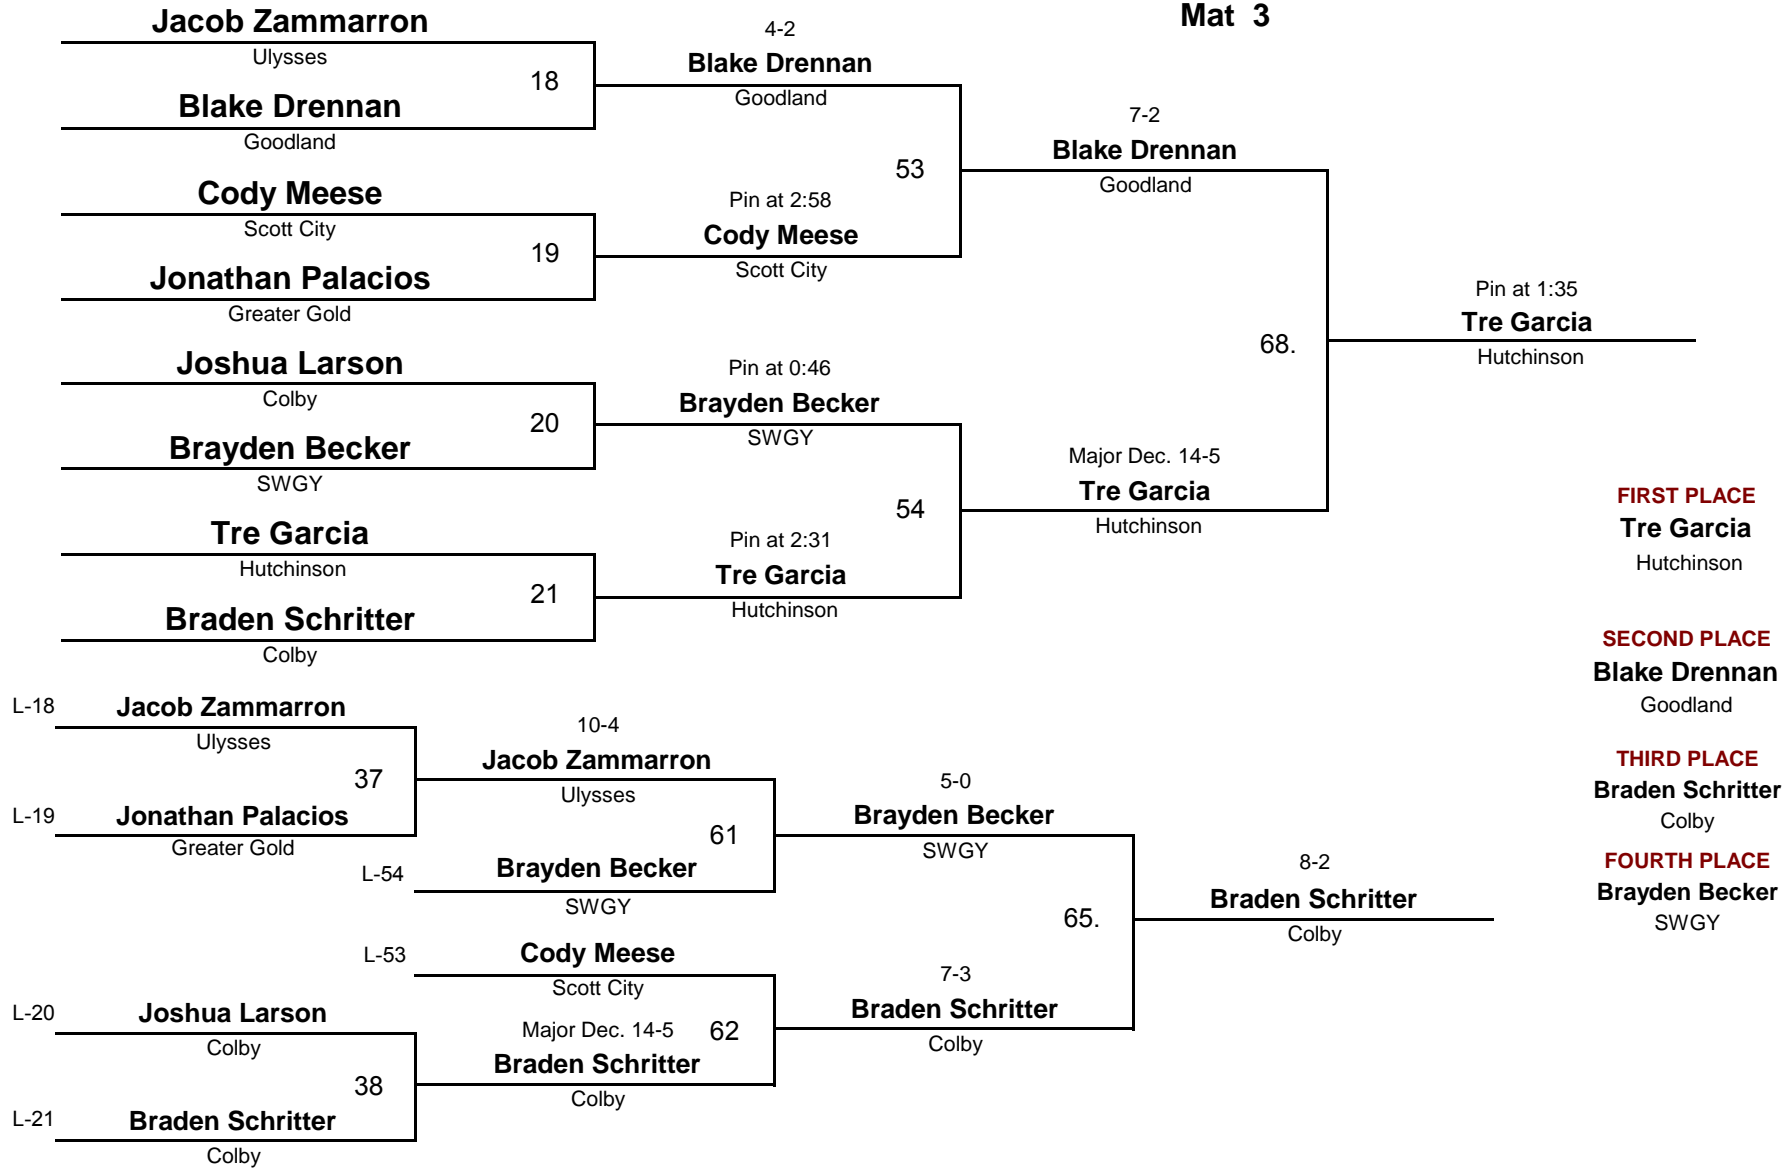 Mat 3
Jacob Zammarron
Ulysses
18
Blake Drennan
Goodland
4-2
Blake Drennan
Goodland
Cody Meese
Scott City
19
Jonathan Palacios
Greater Gold
Pin at 2:58
Cody Meese
Scott City
53
7-2
Blake Drennan
Goodland
Joshua Larson
Colby
20
Brayden Becker
SWGY
Pin at 0:46
Brayden Becker
SWGY
Tre Garcia
Hutchinson
21
Braden Schritter
Colby
Pin at 2:31
Tre Garcia
Hutchinson
54
Major Dec. 14-5
Tre Garcia
Hutchinson
68.
Pin at 1:35
Tre Garcia
Hutchinson
FIRST PLACE
Tre Garcia
Hutchinson
SECOND PLACE
Blake Drennan
Goodland
THIRD PLACE
Braden Schritter
Colby
FOURTH PLACE
Brayden Becker
SWGY
L-18
Jacob Zammarron
Ulysses
37
L-19
Jonathan Palacios
Greater Gold
10-4
Jacob Zammarron
Ulysses
61
L-54
Brayden Becker
SWGY
5-0
Brayden Becker
SWGY
L-53
Cody Meese
Scott City
62
L-20
Joshua Larson
Colby
38
L-21
Braden Schritter
Colby
Major Dec. 14-5
Braden Schritter
Colby
7-3
Braden Schritter
Colby
65.
8-2
Braden Schritter
Colby